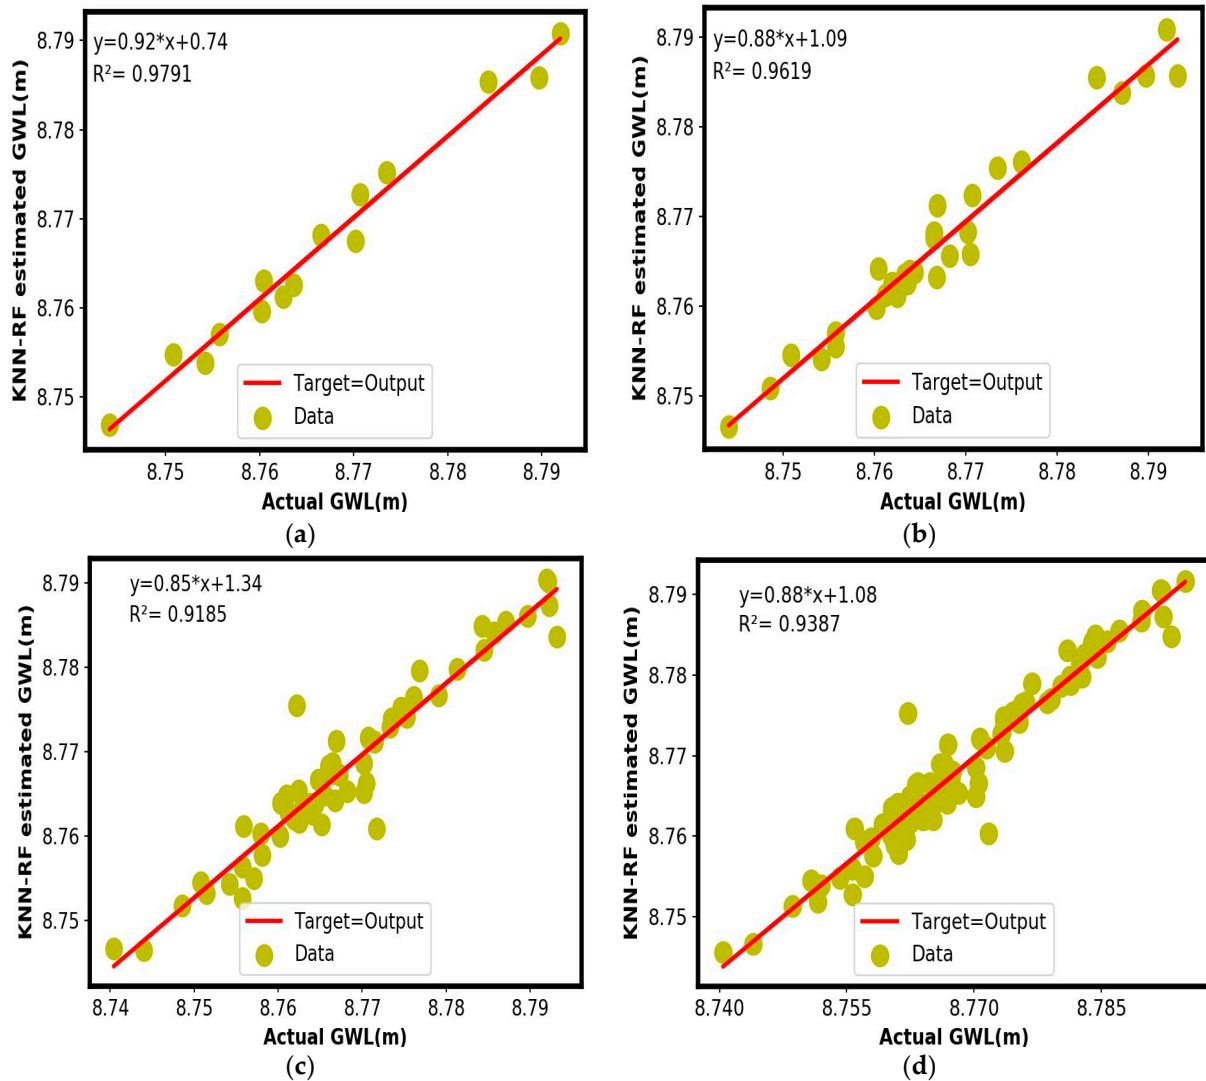 y=0.92*x+0.74
R²= 0.9791
8.79
8.78
8.77
8.76
8.75
KNN-RF estimated GWL(m)
Target=Output
Data
8.75 8.76 8.77 8.78 8.79
Actual GWL(m)
(a)
y=0.88*x+1.09
R²= 0.9619
8.79
8.78
8.77
8.76
8.75
KNN-RF estimated GWL(m)
Target=Output
Data
8.75 8.76 8.77 8.78 8.79
Actual GWL(m)
(b)
y=0.85*x+1.34
R²= 0.9185
8.79
8.78
8.77
8.76
8.75
KNN-RF estimated GWL(m)
Target=Output
Data
8.74 8.75 8.76 8.77 8.78 8.79
Actual GWL(m)
(c)
y=0.88*x+1.08
R²= 0.9387
8.79
8.78
8.77
8.76
8.75
KNN-RF estimated GWL(m)
Target=Output
Data
8.740 8.755 8.770 8.785
Actual GWL(m)
(d)